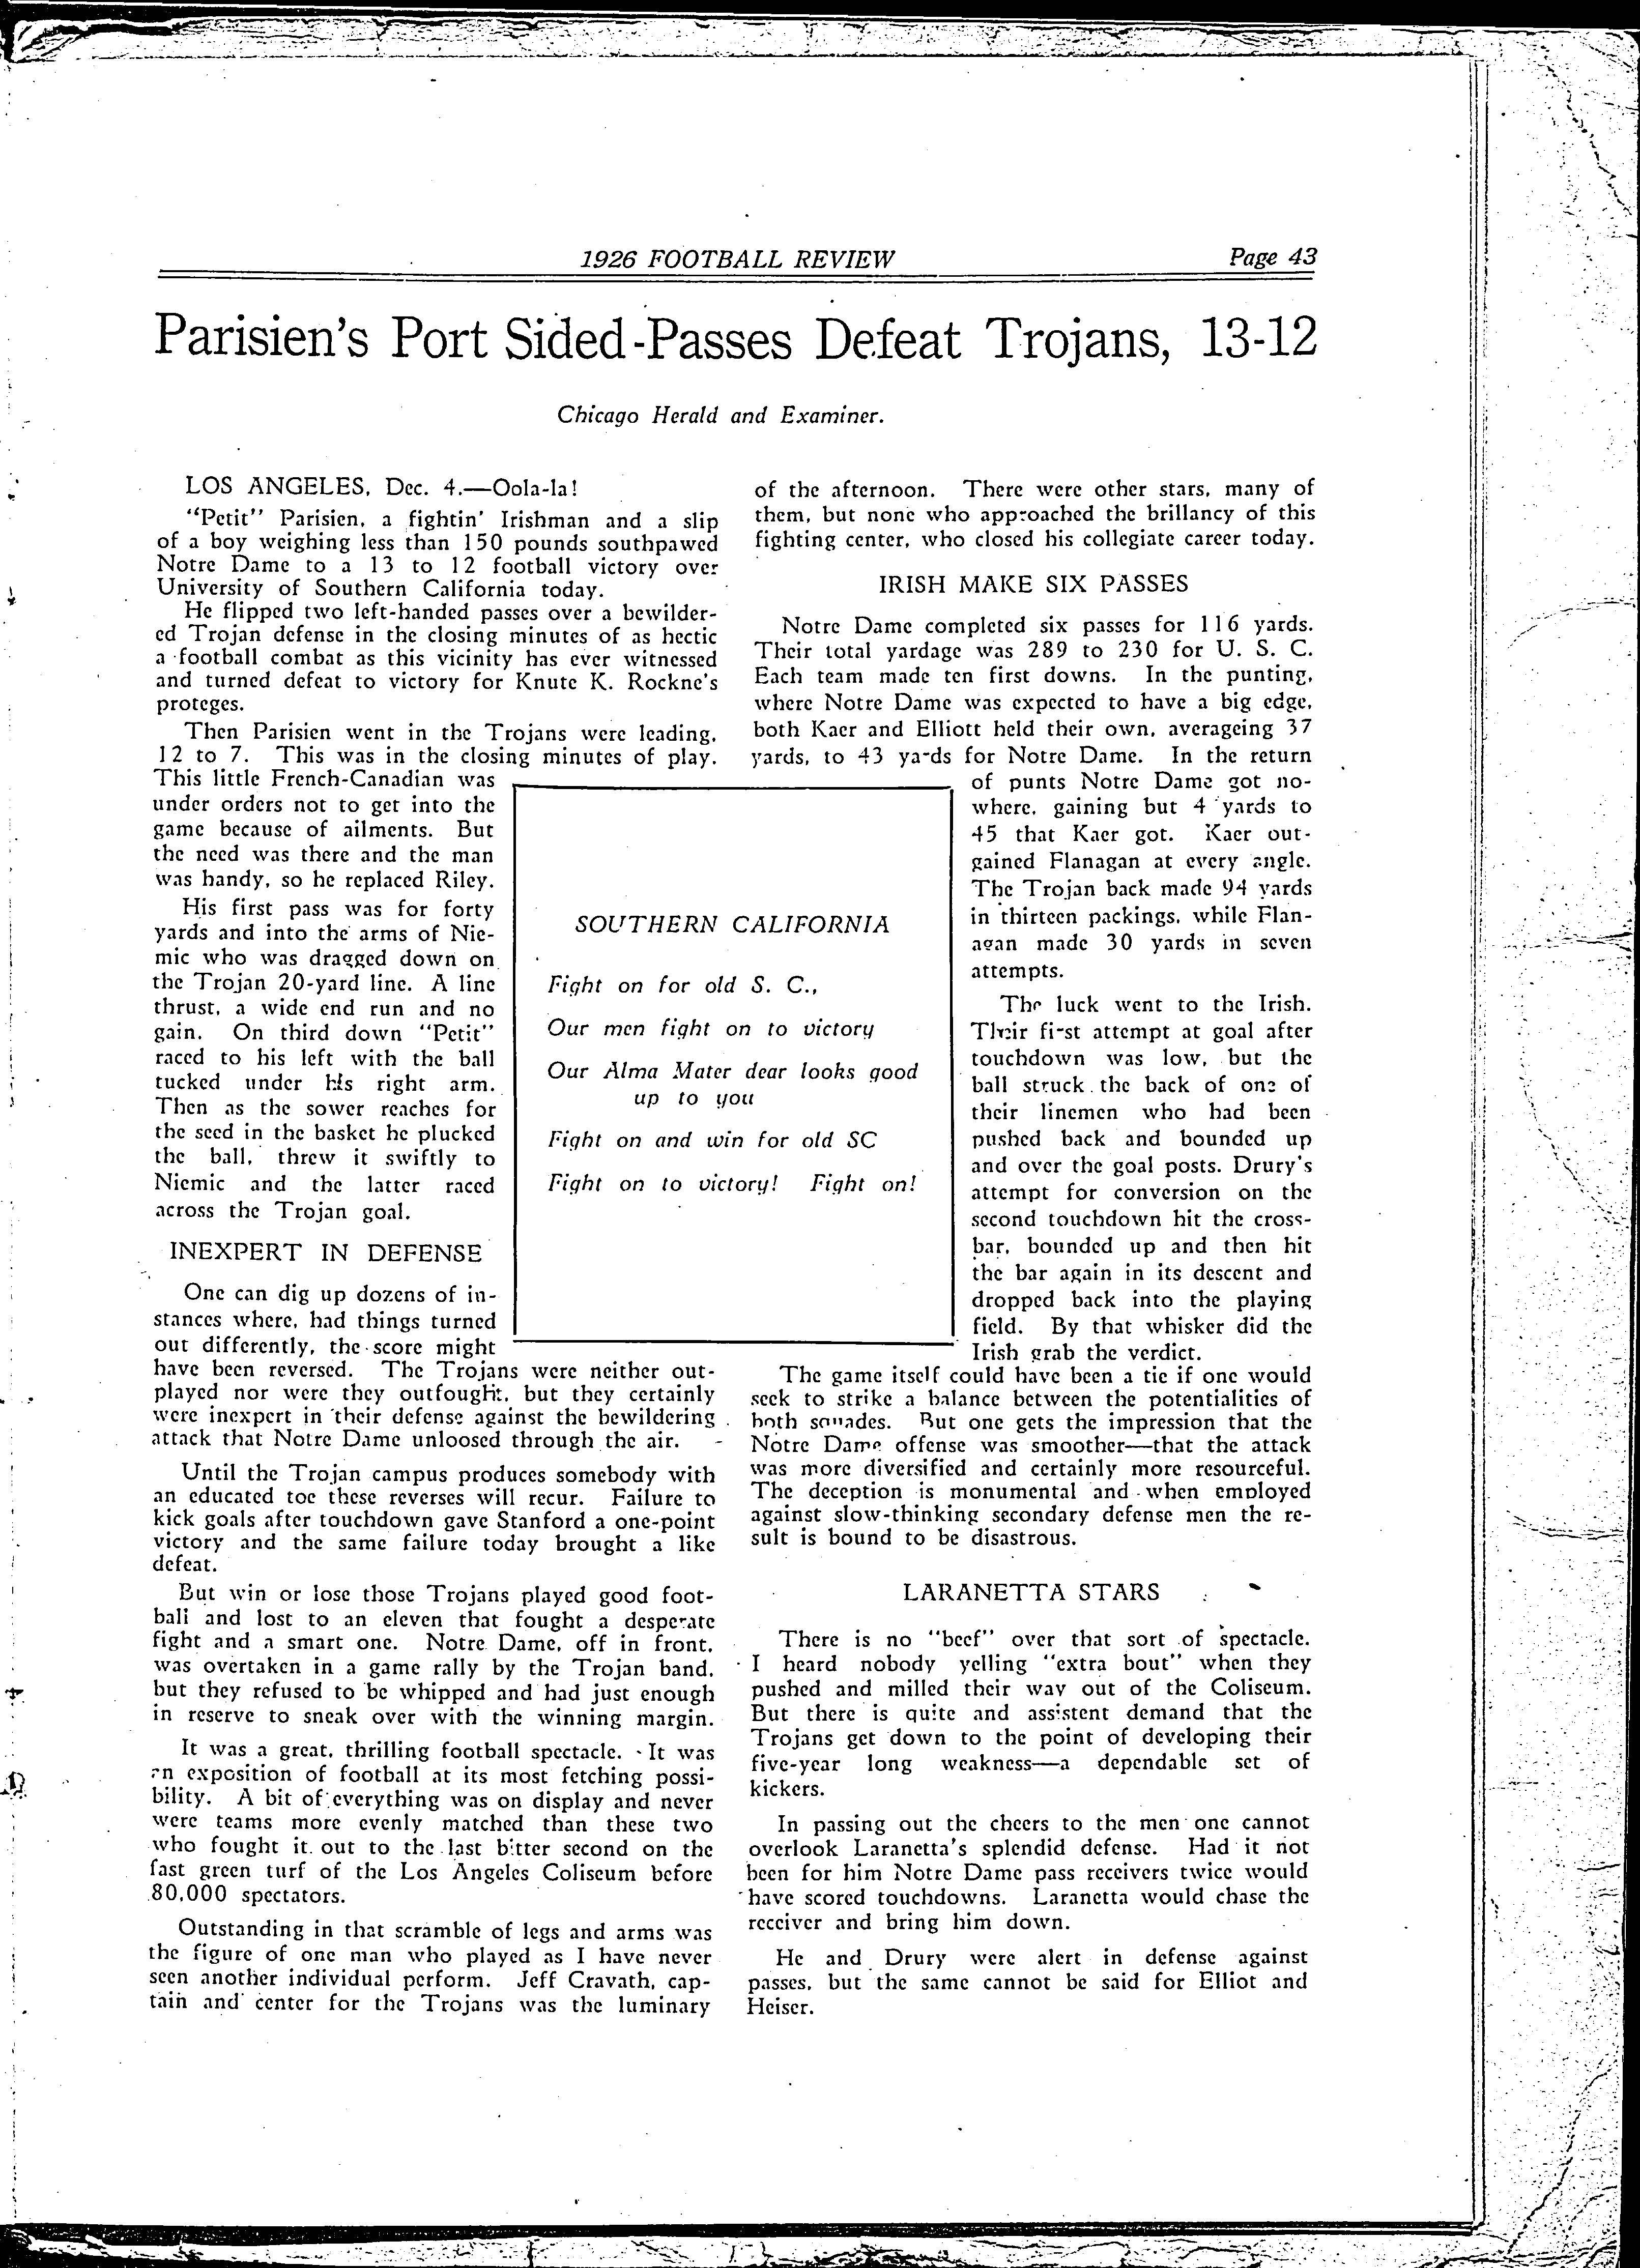 1926 FOOTBALL REVIEW
Page 43
Parisien's Port Sided-Passes Defeat Trojans, 13-12
Chicago Herald and Examiner.
LOS ANGELES, Dec. 4.—Oola-la!
"Petit" Parisien, a fightin' Irishman and a slip
of a boy weighing less than 150 pounds southpawed
Notre Dame to a 13 to 12 football victory over
University of Southern California today.
He flipped two left-handed passes over a bewilder-
ed Trojan defense in the closing minutes of as hectic
a football combat as this vicinity has ever witnessed
and turned defeat to victory for Knute K. Rockne's
proteges.
Then Parisien went in the Trojans were leading,
12 to 7. This was in the closing minutes of play.
This little French-Canadian was
under orders not to get into the
game because of ailments. But
the need was there and the man
was handy, so he replaced Riley.
His first pass was for forty
yards and into the arms of Nie-
mic who was dragged down on
the Trojan 20-yard line. A line
thrust, a wide end run and no
gain. On third down "Petit"
raced to his left with the ball
tucked under his right arm.
Then as the sower reaches for
the seed in the basket he plucked
the ball, threw it swiftly to
Niemic and the latter raced
across the Trojan goal.
INEXPERT IN DEFENSE
One can dig up dozens of in-
stances where, had things turned
out differently, the score might
have been reversed. The Trojans were neither out-
played nor were they outfought, but they certainly
were inexpert in their defense against the bewildering
attack that Notre Dame unloosed through the air.
Until the Trojan campus produces somebody with
an educated toe these reverses will recur. Failure to
kick goals after touchdown gave Stanford a one-point
victory and the same failure today brought a like
defeat.
But win or lose those Trojans played good foot-
ball and lost to an eleven that fought a desperate
fight and a smart one. Notre Dame, off in front,
was overtaken in a game rally by the Trojan band,
but they refused to be whipped and had just enough
in reserve to sneak over with the winning margin.
It was a great, thrilling football spectacle. It was
an exposition of football at its most fetching possi-
bility. A bit of everything was on display and never
were teams more evenly matched than these two
who fought it out to the last bitter second on the
fast green turf of the Los Angeles Coliseum before
80,000 spectators.
Outstanding in that scramble of legs and arms was
the figure of one man who played as I have never
seen another individual perform. Jeff Cravath, cap-
tain and center for the Trojans was the luminary
SOUTHERN CALIFORNIA
Fight on for old S. C.,
Our men fight on to victory
Our Alma Mater dear looks good
up to you
Fight on and win for old SC
Fight on to victory! Fight on!
of the afternoon. There were other stars, many of
them, but none who approached the brillancy of this
fighting center, who closed his collegiate career today.
IRISH MAKE SIX PASSES
Notre Dame completed six passes for 116 yards.
Their total yardage was 289 to 230 for U. S. C.
Each team made ten first downs. In the punting,
where Notre Dame was expected to have a big edge,
both Kaer and Elliott held their own, averageing 37
yards, to 43 yards for Notre Dame. In the return
of punts Notre Dame got no-
where, gaining but 4 yards to
45 that Kaer got. Kaer out-
gained Flanagan at every angle.
The Trojan back made 94 yards
in thirteen packings, while Flan-
agan made 30 yards in seven
attempts.
The luck went to the Irish.
Their first attempt at goal after
touchdown was low, but the
ball struck the back of one of
their linemen who had been
pushed back and bounded up
and over the goal posts. Drury's
attempt for conversion on the
second touchdown hit the cross-
bar, bounded up and then hit
the bar again in its descent and
dropped back into the playing
field. By that whisker did the
Irish grab the verdict.
The game itself could have been a tie if one would
seek to strike a balance between the potentialities of
both squades. But one gets the impression that the
Notre Dame offense was smoother—that the attack
was more diversified and certainly more resourceful.
The deception is monumental and when employed
against slow-thinking secondary defense men the re-
sult is bound to be disastrous.
LARANETTA STARS
There is no "beef" over that sort of spectacle.
I heard nobody yelling "extra bout" when they
pushed and milled their way out of the Coliseum.
But there is quite and assistent demand that the
Trojans get down to the point of developing their
five-year long weakness—a dependable set of
kickers.
In passing out the cheers to the men one cannot
overlook Laranetta's splendid defense. Had it not
been for him Notre Dame pass receivers twice would
have scored touchdowns. Laranetta would chase the
receiver and bring him down.
He and Drury were alert in defense against
passes, but the same cannot be said for Elliot and
Heiser.